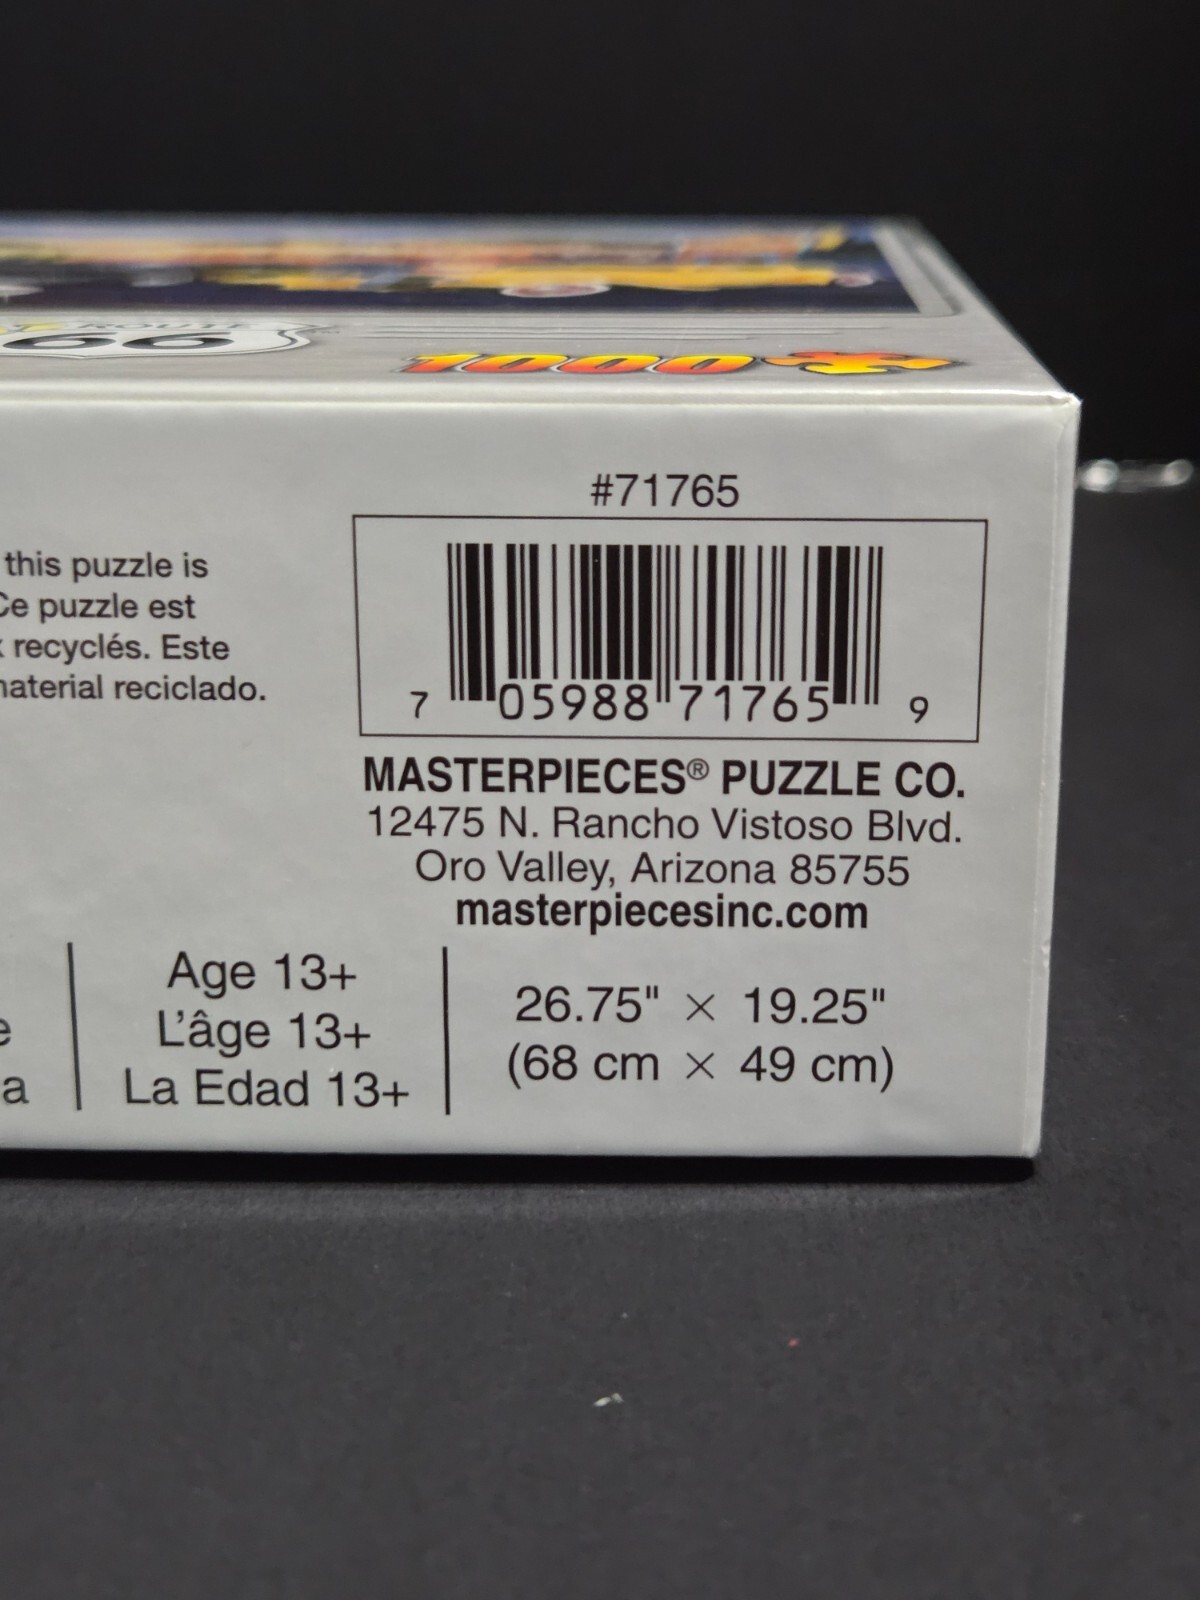 ROUTE
66
1000
#71765
this puzzle is
Ce puzzle est
recyclés. Este
material reciclado.
7 05988 71765 9
MASTERPIECES® PUZZLE CO.
12475 N. Rancho Vistoso Blvd.
Oro Valley, Arizona 85755
masterpiecesinc.com
Age 13+
L'âge 13+
La Edad 13+
26.75" × 19.25"
(68 cm × 49 cm)